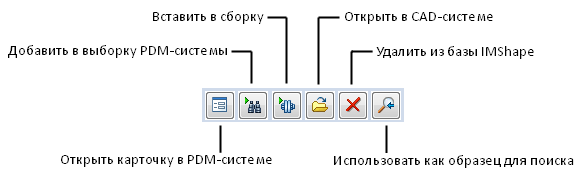 Вставить в сборку
Открыть в CAD-системе
Добавить в выборку PDM-системы
Удалить из базы IMShape
Открыть карточку в PDM-системе
Использовать как образец для поиска